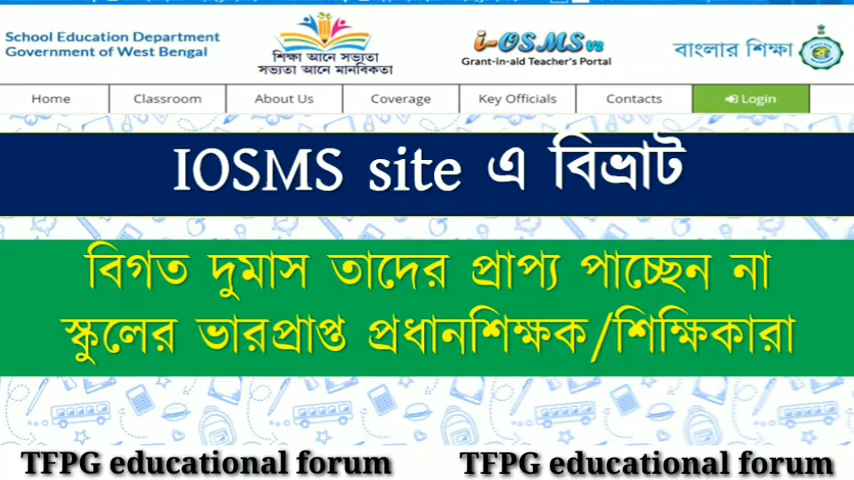 School Education Department
Government of West Bengal
শিক্ষা আনে সভ্যতা
সভ্যতা আনে মানবিকতা
i-OSMS V2
Grant-in-aid Teacher's Portal
বাংলার শিক্ষা
Home Classroom About Us Coverage Key Officials Contacts Login
IOSMS site এ বিভ্রাট
বিগত দুমাস তাদের প্রাপ্য পাচ্ছেন না
স্কুলের ভারপ্রাপ্ত প্রধানশিক্ষক/শিক্ষিকারা
TFPG educational forum TFPG educational forum